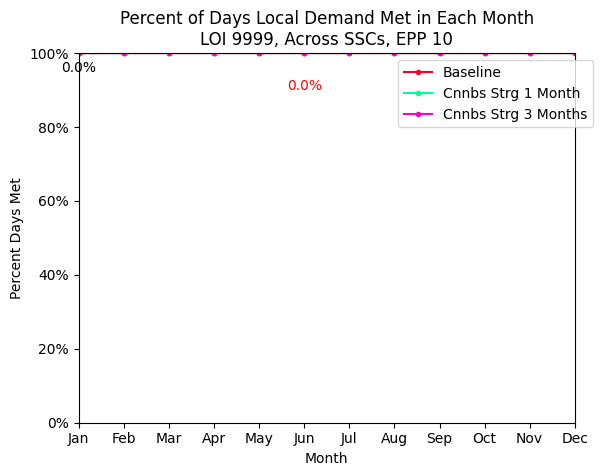 Percent of Days Local Demand Met in Each Month
LOI 9999, Across SSCs, EPP 10
100%
0.0%
0.0%
Baseline
Cnnbs Strg 1 Month
Cnnbs Strg 3 Months
80%
60%
40%
20%
0%
Percent Days Met
Jan Feb Mar Apr May Jun Jul Aug Sep Oct Nov Dec
Month